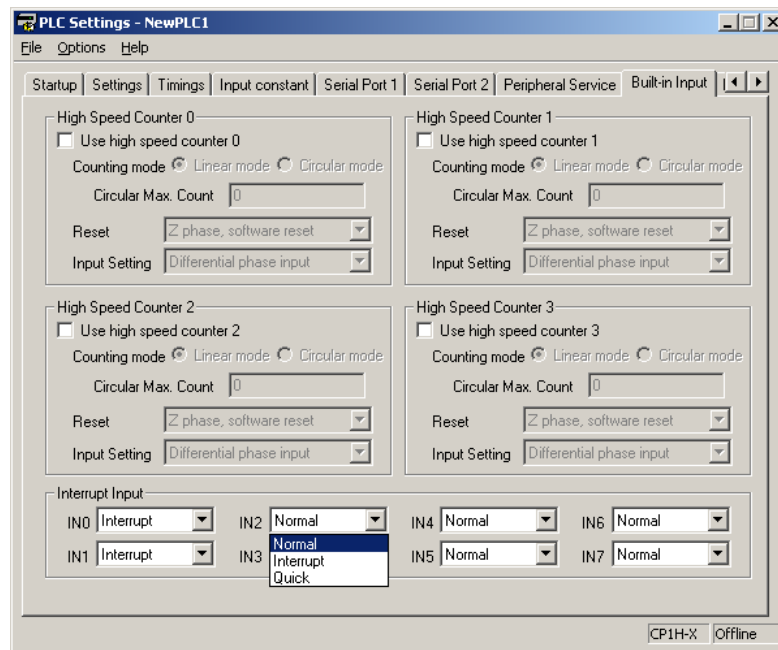 PLC Settings - NewPLC1
File Options Help
Startup Settings Timings Input constant Serial Port 1 Serial Port 2 Peripheral Service Built-in Input
High Speed Counter 0
Use high speed counter 0
Counting mode Linear mode Circular mode
Circular Max. Count 0
Reset Z phase, software reset
Input Setting Differential phase input
High Speed Counter 1
Use high speed counter 1
Counting mode Linear mode Circular mode
Circular Max. Count 0
Reset Z phase, software reset
Input Setting Differential phase input
High Speed Counter 2
Use high speed counter 2
Counting mode Linear mode Circular mode
Circular Max. Count 0
Reset Z phase, software reset
Input Setting Differential phase input
High Speed Counter 3
Use high speed counter 3
Counting mode Linear mode Circular mode
Circular Max. Count 0
Reset Z phase, software reset
Input Setting Differential phase input
Interrupt Input
IN0 Interrupt IN2 Normal IN4 Normal IN6 Normal
IN1 Interrupt IN3 Normal IN5 Normal IN7 Normal
Interrupt
Quick
CP1H-X Offline